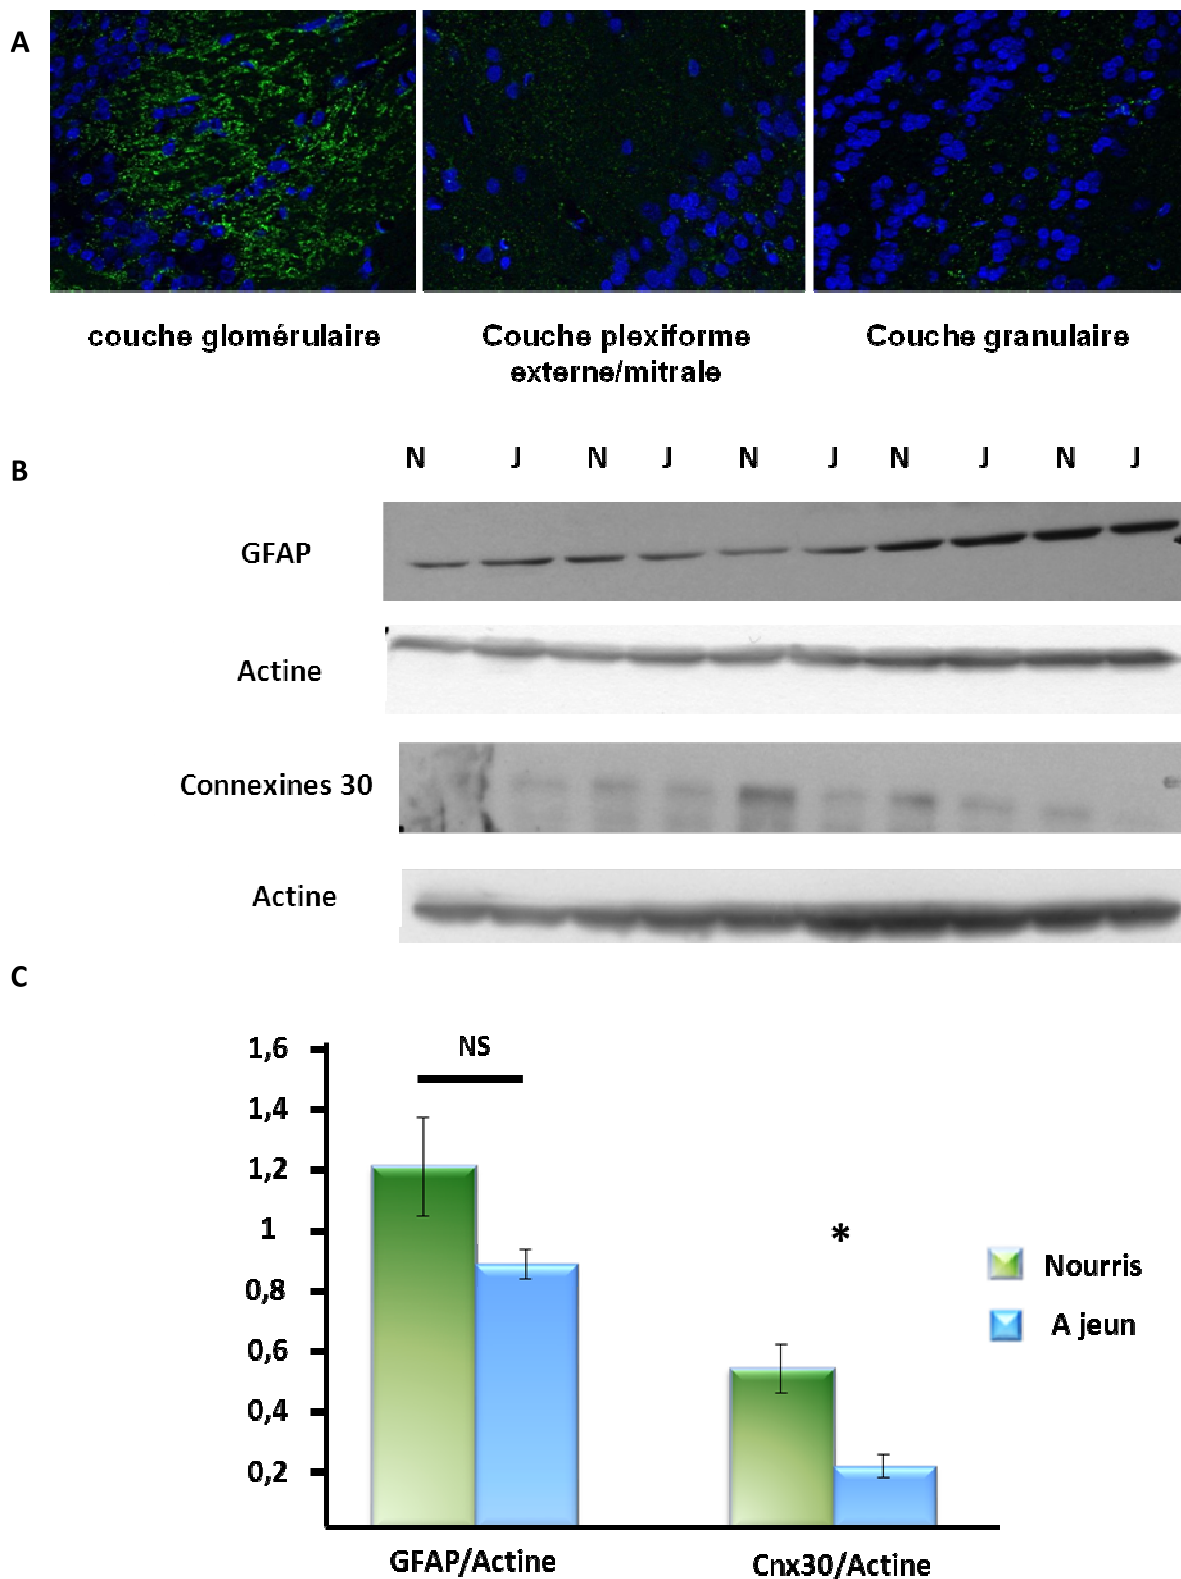 A
couche glomérulaire
Couche plexiforme
externe/mitrale
Couche granulaire
B
N J N J N J N J N J
GFAP
Actine
Connexines 30
Actine
C
1,6
1,4
1,2
1
0,8
0,6
0,4
0,2
NS
*
Nourris
A jeun
GFAP/Actine
Cnx30/Actine